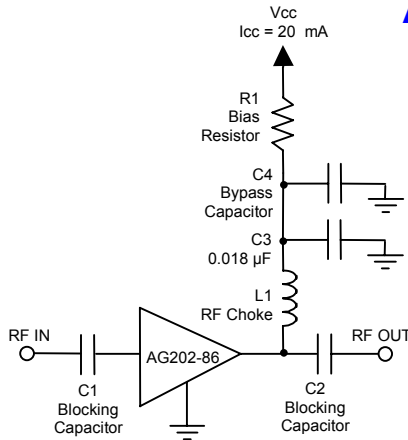 Vcc
Icc = 20 mA
R1
Bias
Resistor
C4
Bypass
Capacitor
C3
0.018 µF
L1
RF Choke
RF IN
AG202-86
RF OUT
C1
Blocking
Capacitor
C2
Blocking
Capacitor